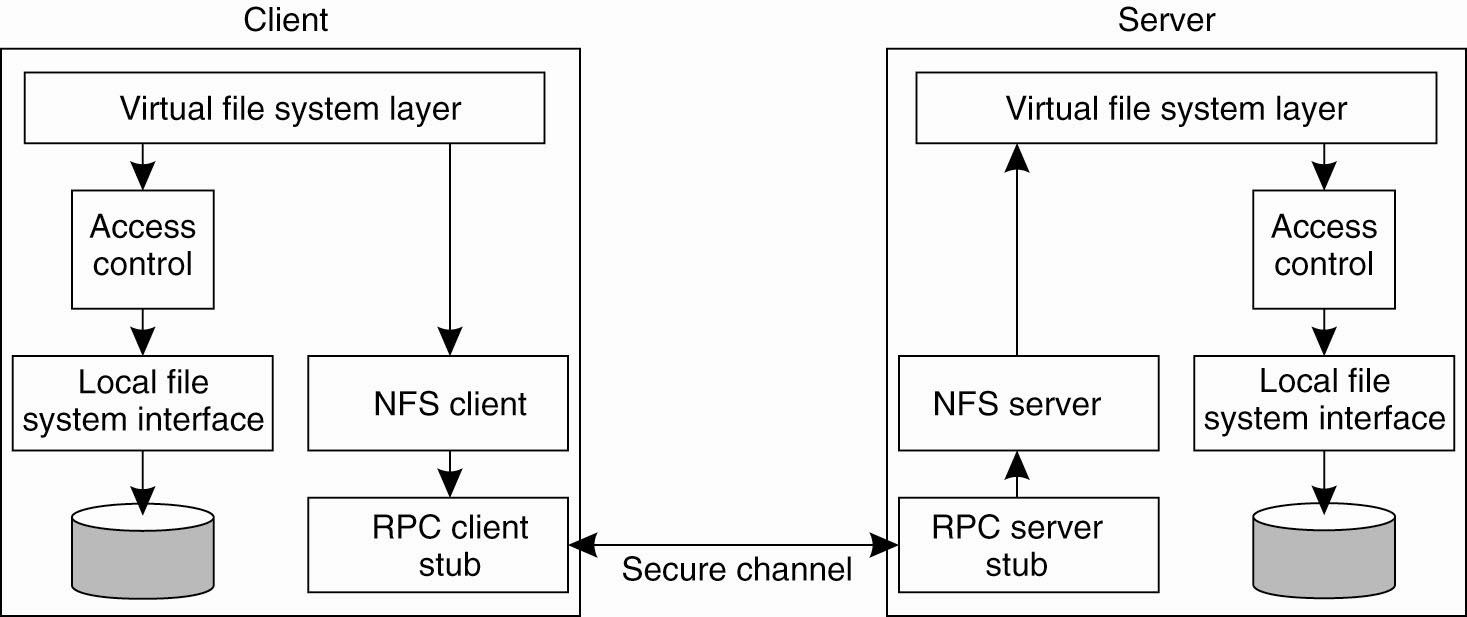 Client
Server
Virtual file system layer
Virtual file system layer
Access
control
Access
control
Local file
system interface
NFS client
NFS server
Local file
system interface
RPC client
stub
Secure channel
RPC server
stub